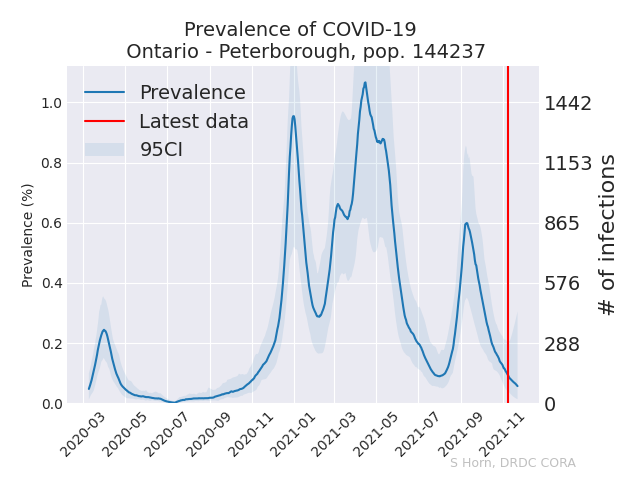 Prevalence of COVID-19
Ontario - Peterborough, pop. 144237
Prevalence
Latest data
95CI
Prevalence (%)
1.0
0.8
0.6
0.4
0.2
0.0
1442
1153
865
576
288
0
# of infections
2020-03
2020-05
2020-07
2020-09
2020-11
2021-01
2021-03
2021-05
2021-07
2021-09
2021-11
S Horn, DRDC CORA